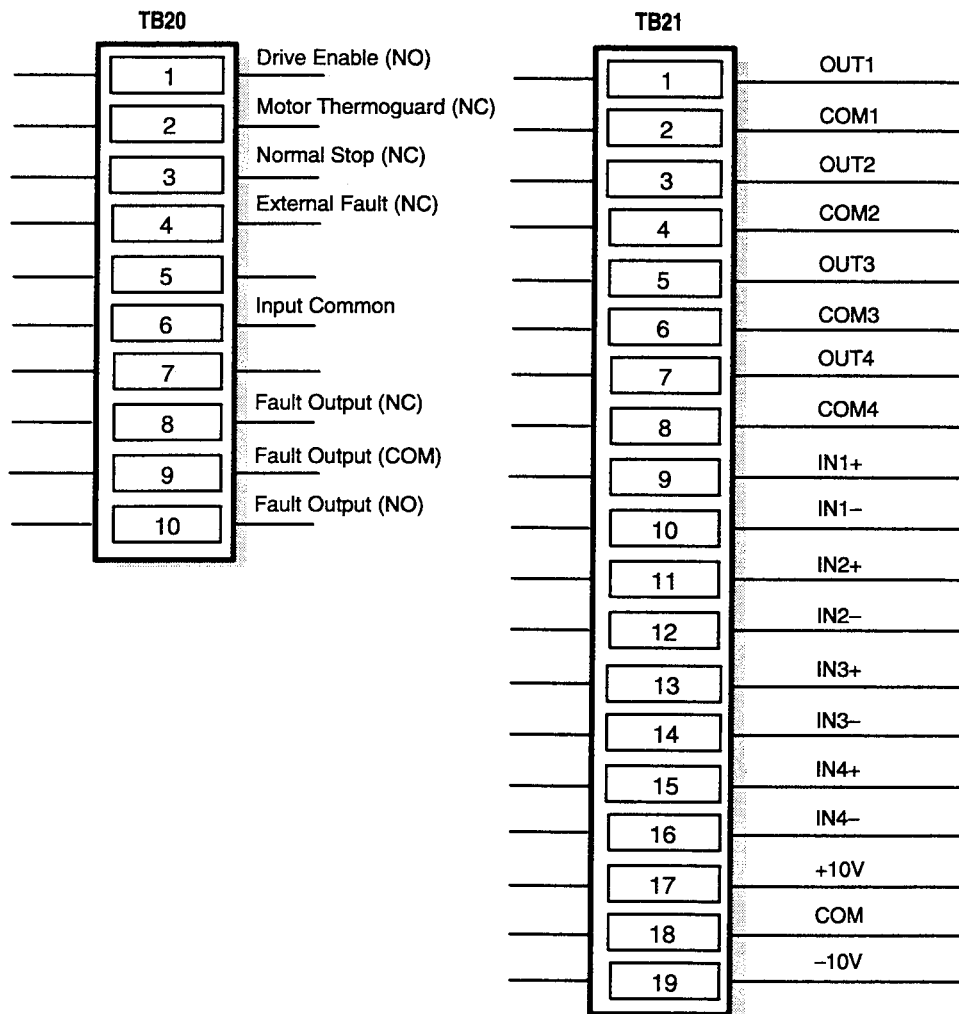 TB20
1 Drive Enable (NO)
2 Motor Thermoguard (NC)
3 Normal Stop (NC)
4 External Fault (NC)
5
6 Input Common
7
8 Fault Output (NC)
9 Fault Output (COM)
10 Fault Output (NO)
TB21
1 OUT1
2 COM1
3 OUT2
4 COM2
5 OUT3
6 COM3
7 OUT4
8 COM4
9 IN1+
10 IN1–
11 IN2+
12 IN2–
13 IN3+
14 IN3–
15 IN4+
16 IN4–
17 +10V
18 COM
19 –10V